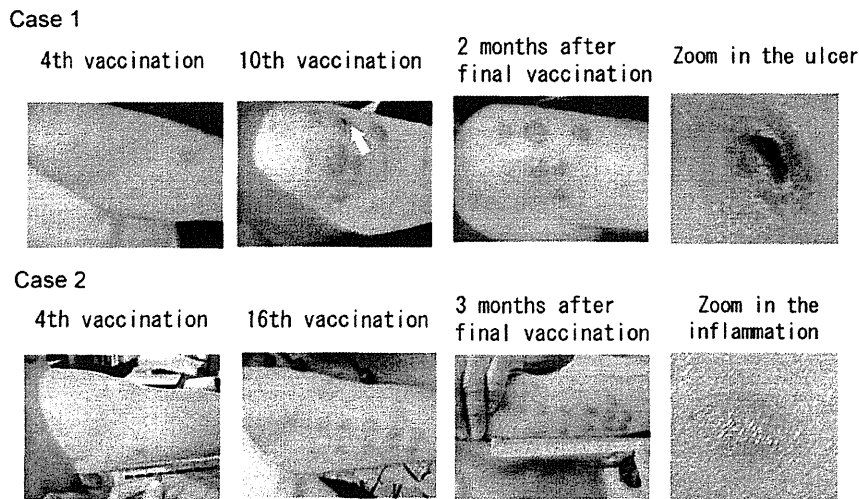 Case 1
4th vaccination
10th vaccination
2 months after
final vaccination
Zoom in the ulcer
Case 2
4th vaccination
16th vaccination
3 months after
final vaccination
Zoom in the
inflammation